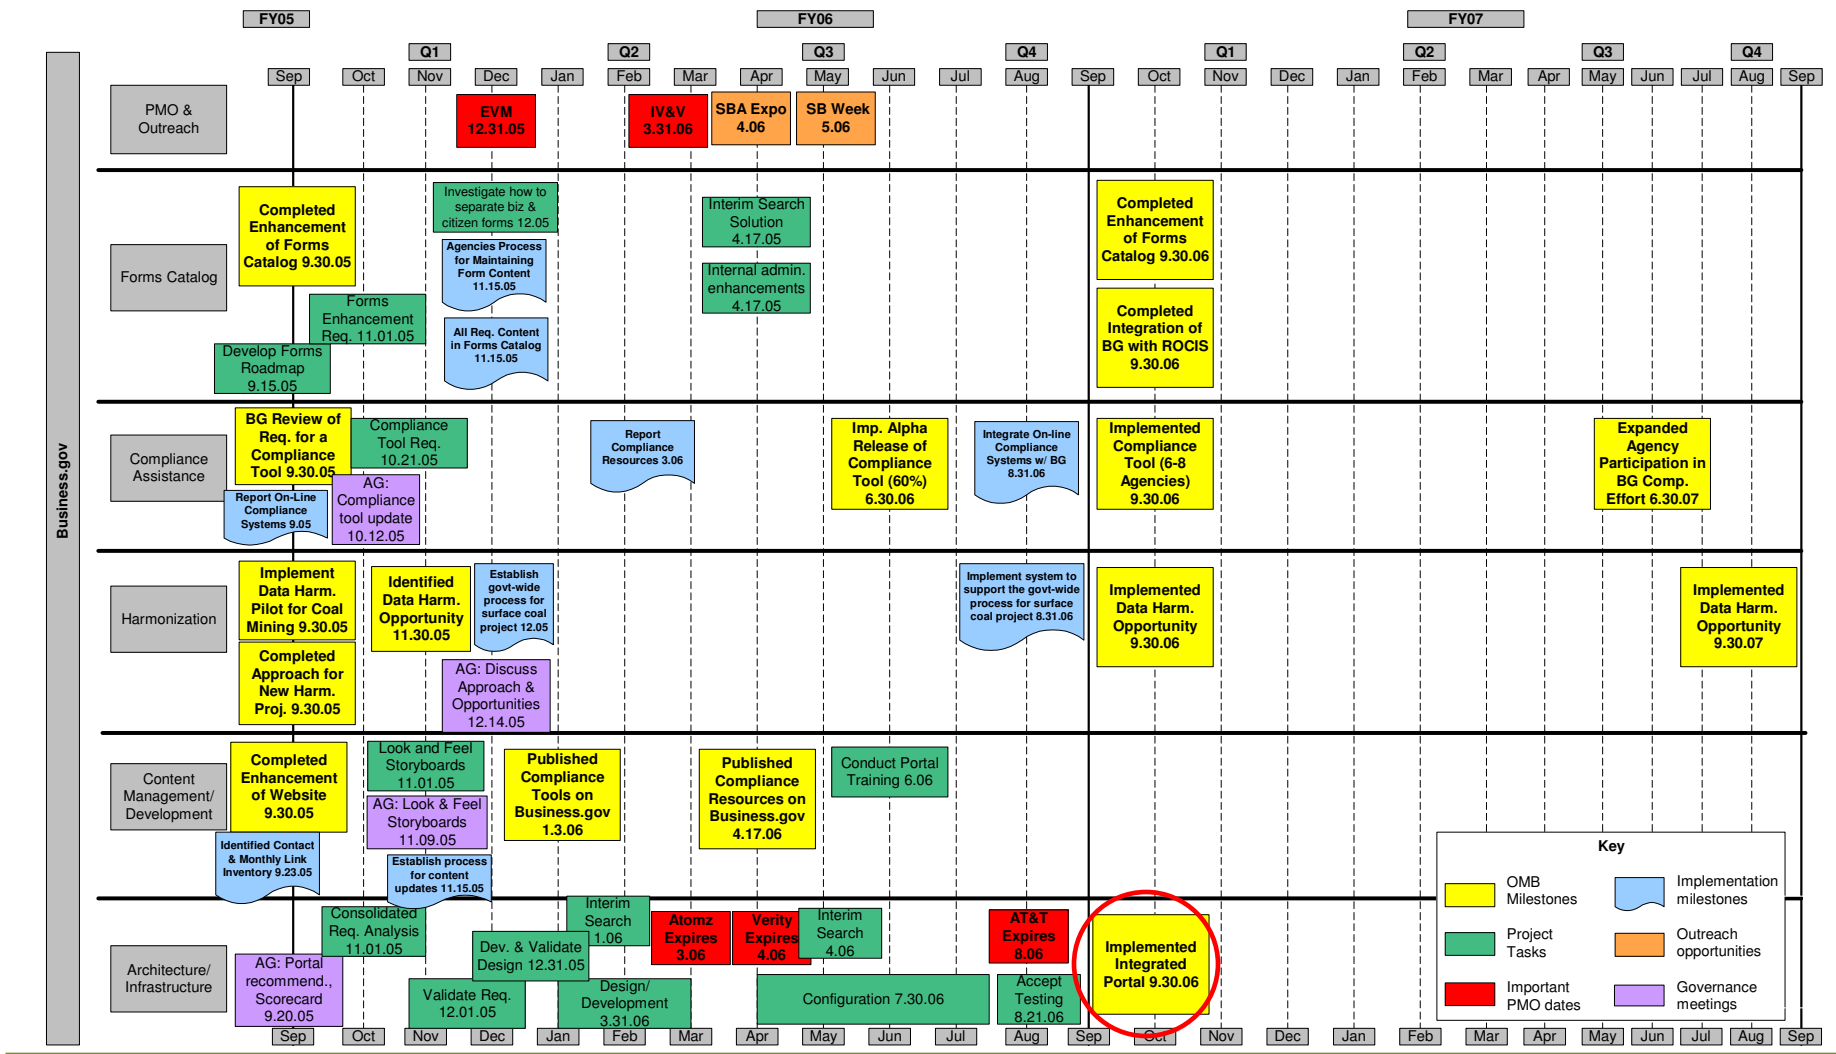 FY05
FY06
FY07
Q1
Q2
Q3
Q4
Q1
Q2
Q3
Q4
Sep
Oct
Nov
Dec
Jan
Feb
Mar
Apr
May
Jun
Jul
Aug
Sep
Oct
Nov
Dec
Jan
Feb
Mar
Apr
May
Jun
Jul
Aug
Sep
Business.gov
PMO &
Outreach
EVM
12.31.05
IV&V
3.31.06
SBA Expo
4.06
SB Week
5.06
Forms Catalog
Completed
Enhancement
of Forms
Catalog 9.30.05
Forms
Enhancement
Req. 11.01.05
Develop Forms
Roadmap
9.15.05
Investigate how to
separate biz &
citizen forms 12.05
Agencies Process
for Maintaining
Form Content
11.15.05
All Req. Content
in Forms Catalog
11.15.05
Interim Search
Solution
4.17.05
Internal admin.
enhancements
4.17.05
Completed
Enhancement
of Forms
Catalog 9.30.06
Completed
Integration of
BG with ROCIS
9.30.06
Compliance
Assistance
BG Review of
Req. for a
Compliance
Tool 9.30.05
Report On-Line
Compliance
Systems 9.05
Compliance
Tool Req.
10.21.05
AG:
Compliance
tool update
10.12.05
Report
Compliance
Resources 3.06
Imp. Alpha
Release of
Compliance
Tool (60%)
6.30.06
Integrate On-line
Compliance
Systems w/ BG
8.31.06
Implemented
Compliance
Tool (6-8
Agencies)
9.30.06
Expanded
Agency
Participation in
BG Comp.
Effort 6.30.07
Harmonization
Implement
Data Harm.
Pilot for Coal
Mining 9.30.05
Completed
Approach for
New Harm.
Proj. 9.30.05
Identified
Data Harm.
Opportunity
11.30.05
Establish
govt-wide
process for
surface coal
project 12.05
AG: Discuss
Approach &
Opportunities
12.14.05
Implement system to
support the govt-wide
process for surface
coal project 8.31.06
Implemented
Data Harm.
Opportunity
9.30.06
Implemented
Data Harm.
Opportunity
9.30.07
Content
Management/
Development
Completed
Enhancement
of Website
9.30.05
Identified Contact
& Monthly Link
Inventory 9.23.05
Look and Feel
Storyboards
11.01.05
AG: Look & Feel
Storyboards
11.09.05
Establish process
for content
updates 11.15.05
Published
Compliance
Tools on
Business.gov
1.3.06
Published
Compliance
Resources on
Business.gov
4.17.06
Conduct Portal
Training 6.06
Architecture/
Infrastructure
AG: Portal
recommend.,
Scorecard
9.20.05
Consolidated
Req. Analysis
11.01.05
Validate Req.
12.01.05
Dev. & Validate
Design 12.31.05
Interim
Search
1.06
Design/
Development
3.31.06
Atomz
Expires
3.06
Verity
Expires
4.06
Interim
Search
4.06
Configuration 7.30.06
AT&T
Expires
8.06
Accept
Testing
8.21.06
Implemented
Integrated
Portal 9.30.06
Key
OMB
Milestones
Implementation
milestones
Project
Tasks
Outreach
opportunities
Important
PMO dates
Governance
meetings
Sep
Oct
Nov
Dec
Jan
Feb
Mar
Apr
May
Jun
Jul
Aug
Sep
Oct
Nov
Dec
Jan
Feb
Mar
Apr
May
Jun
Jul
Aug
Sep